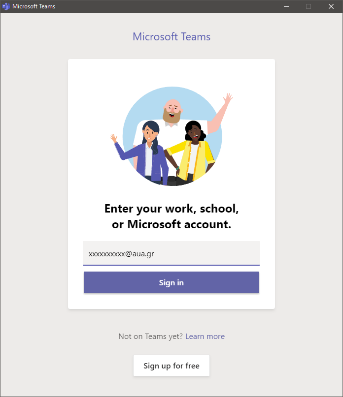 Microsoft Teams
Microsoft Teams
Enter your work, school,
or Microsoft account.
xxxxxxxxxx@aua.gr
Sign in
Not on Teams yet? Learn more
Sign up for free